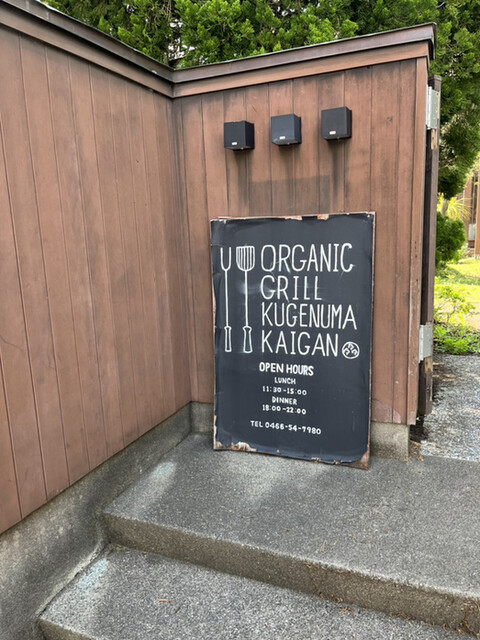 ORGANIC
GRILL
KUGENUMA
KAIGAN
OPEN HOURS
LUNCH
11:30-15:00
DINNER
18:00-22:00
TEL 0466-54-7980